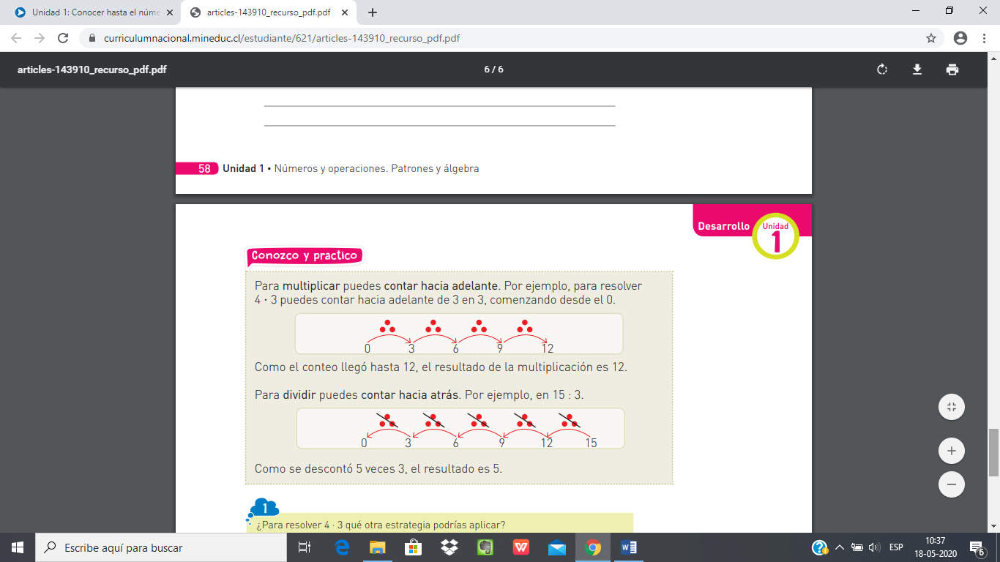 Unidad 1: Conocer hasta el núme
articles-143910_recurso_pdf.pdf
curriculumnacional.mineduc.cl/estudiante/621/articles-143910_recurso_pdf.pdf
articles-143910_recurso_pdf.pdf
6 / 6
58 Unidad 1 • Números y operaciones. Patrones y álgebra
Desarrollo
Unidad
1
Conozco y practico
Para multiplicar puedes contar hacia adelante. Por ejemplo, para resolver
4 · 3 puedes contar hacia adelante de 3 en 3, comenzando desde el 0.
0 3 6 9 12
Como el conteo llegó hasta 12, el resultado de la multiplicación es 12.
Para dividir puedes contar hacia atrás. Por ejemplo, en 15 : 3.
0 3 6 9 12 15
Como se descontó 5 veces 3, el resultado es 5.
1
¿Para resolver 4 · 3 qué otra estrategia podrías aplicar?
Escribe aquí para buscar
ESP
10:37
18-05-2020
6